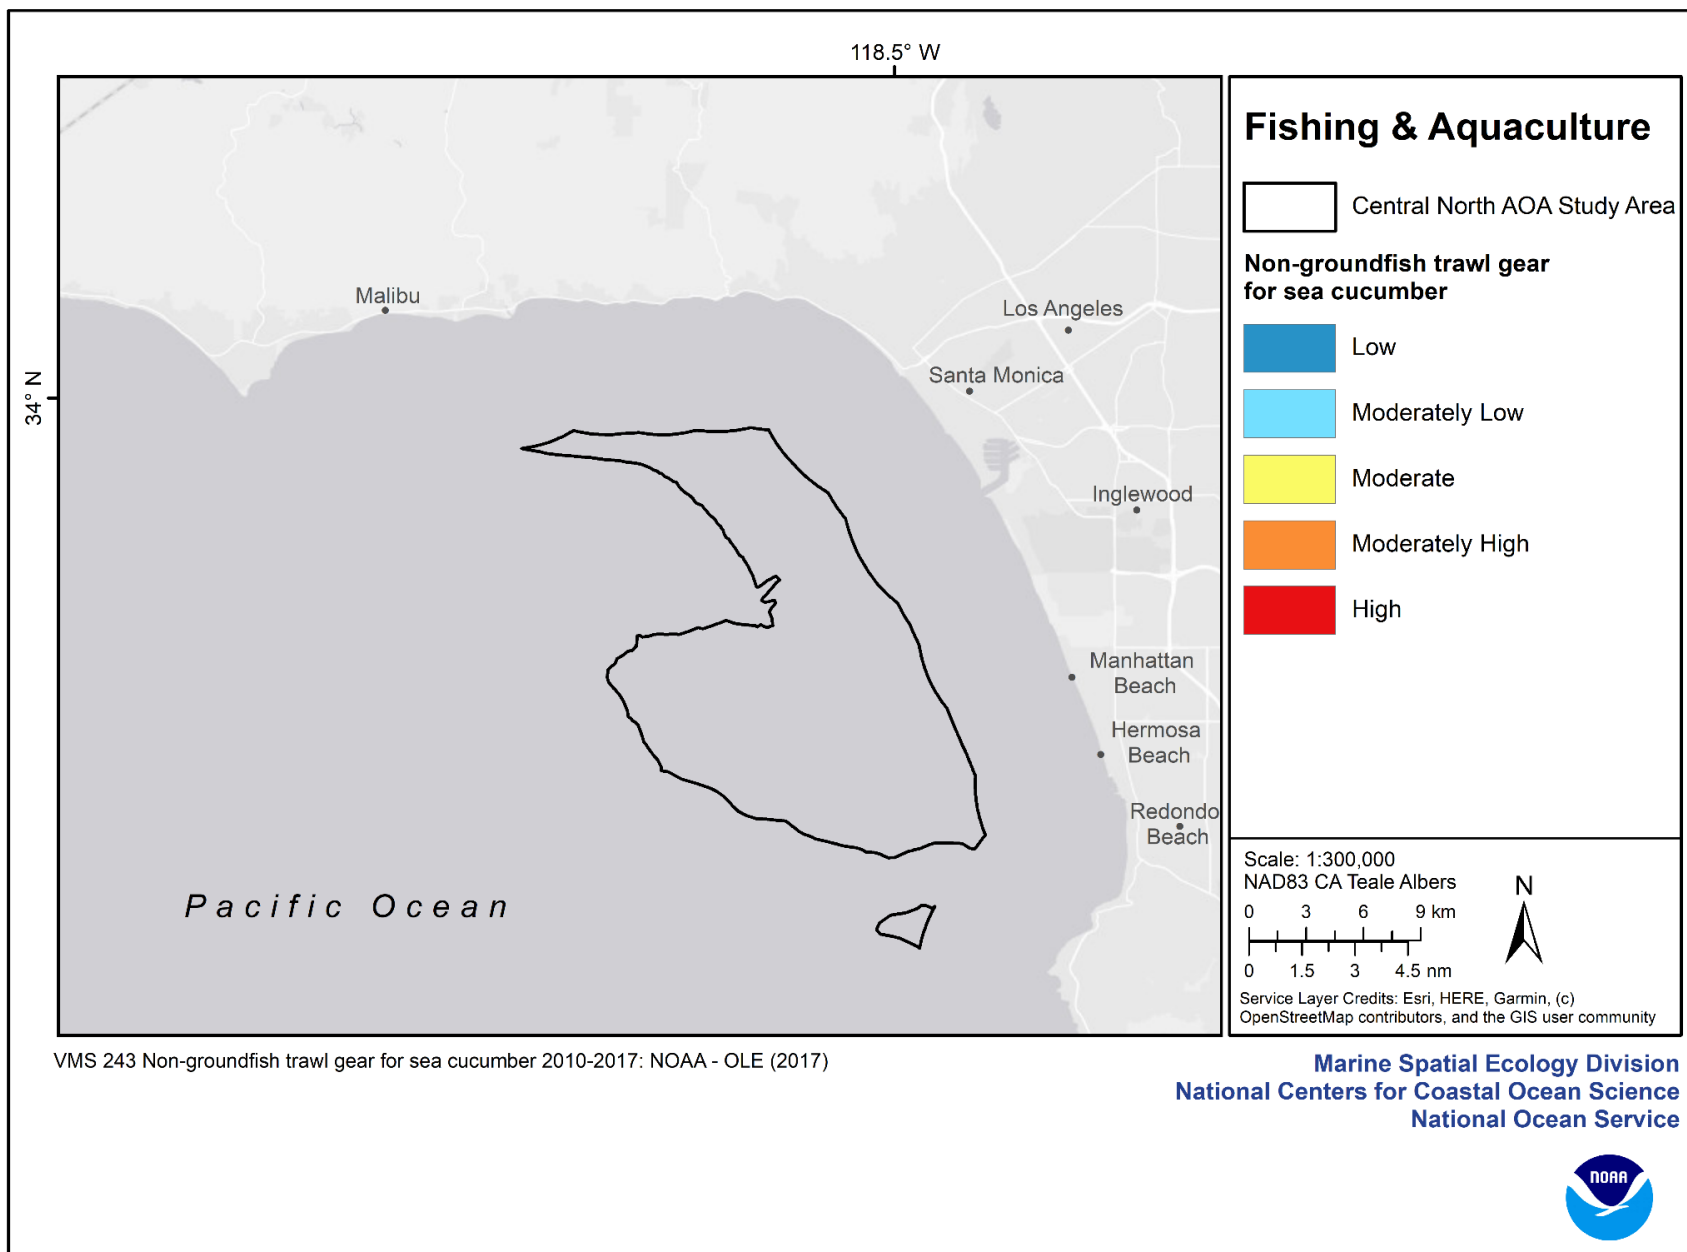 118.5° W
34° N
Malibu
Los Angeles
Santa Monica
Inglewood
Manhattan
Beach
Hermosa
Beach
Redondo
Beach
Pacific Ocean
Fishing & Aquaculture
Central North AOA Study Area
Non-groundfish trawl gear
for sea cucumber
Low
Moderately Low
Moderate
Moderately High
High
Scale: 1:300,000
NAD83 CA Teale Albers
0 3 6 9 km
0 1.5 3 4.5 nm
N
Service Layer Credits: Esri, HERE, Garmin, (c)
OpenStreetMap contributors, and the GIS user community
VMS 243 Non-groundfish trawl gear for sea cucumber 2010-2017: NOAA - OLE (2017)
Marine Spatial Ecology Division
National Centers for Coastal Ocean Science
National Ocean Service
NOAA